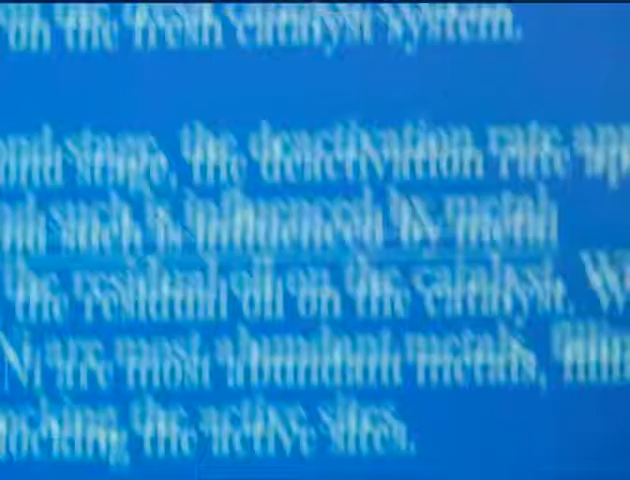 on the fresh catalyst system.
stage, the deactivation rate
such is influenced by metal
the residual oil on the catalyst.
Ni are most abundant metals,
the active sites.